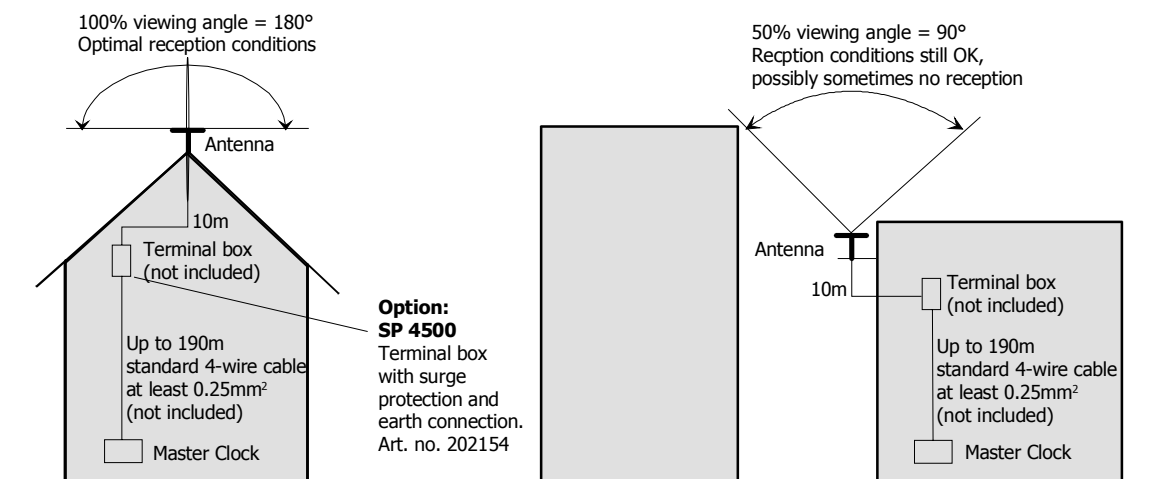 100% viewing angle = 180°
Optimal reception conditions
Antenna
10m
Terminal box
(not included)
Option:
SP 4500
Terminal box
with surge
protection and
earth connection.
Art. no. 202154
Up to 190m
standard 4-wire cable
at least 0.25mm²
(not included)
Master Clock
50% viewing angle = 90°
Recption conditions still OK,
possibly sometimes no reception
Antenna
10m
Terminal box
(not included)
Up to 190m
standard 4-wire cable
at least 0.25mm²
(not included)
Master Clock